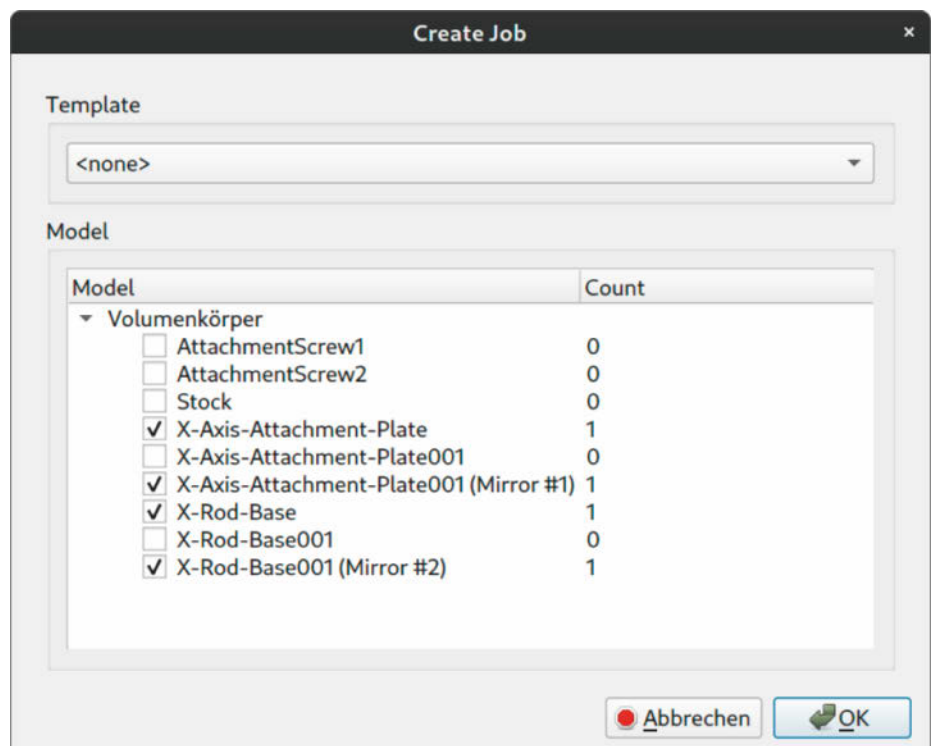 Create Job
Template
<none>
Model
Model Count
Volumenkörper
AttachmentScrew1 0
AttachmentScrew2 0
Stock 0
X-Axis-Attachment-Plate 1
X-Axis-Attachment-Plate001 0
X-Axis-Attachment-Plate001 (Mirror #1) 1
X-Rod-Base 1
X-Rod-Base001 0
X-Rod-Base001 (Mirror #2) 1
Abbrechen OK